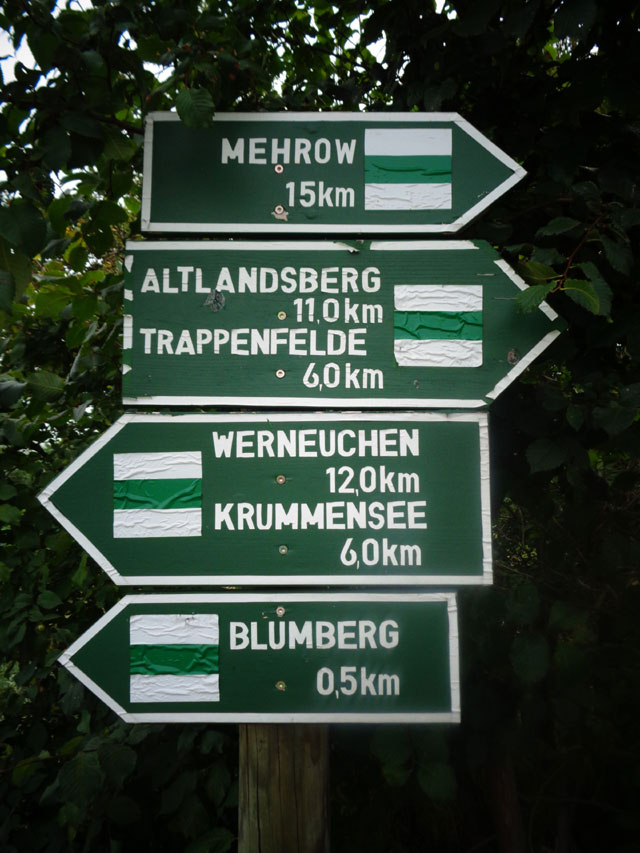 MEHROW
15km
ALTLANDSBERG
11,0km
TRAPPENFELDE
6,0km
WERNEUCHEN
12,0km
KRUMMENSEE
6,0km
BLUMBERG
0,5km